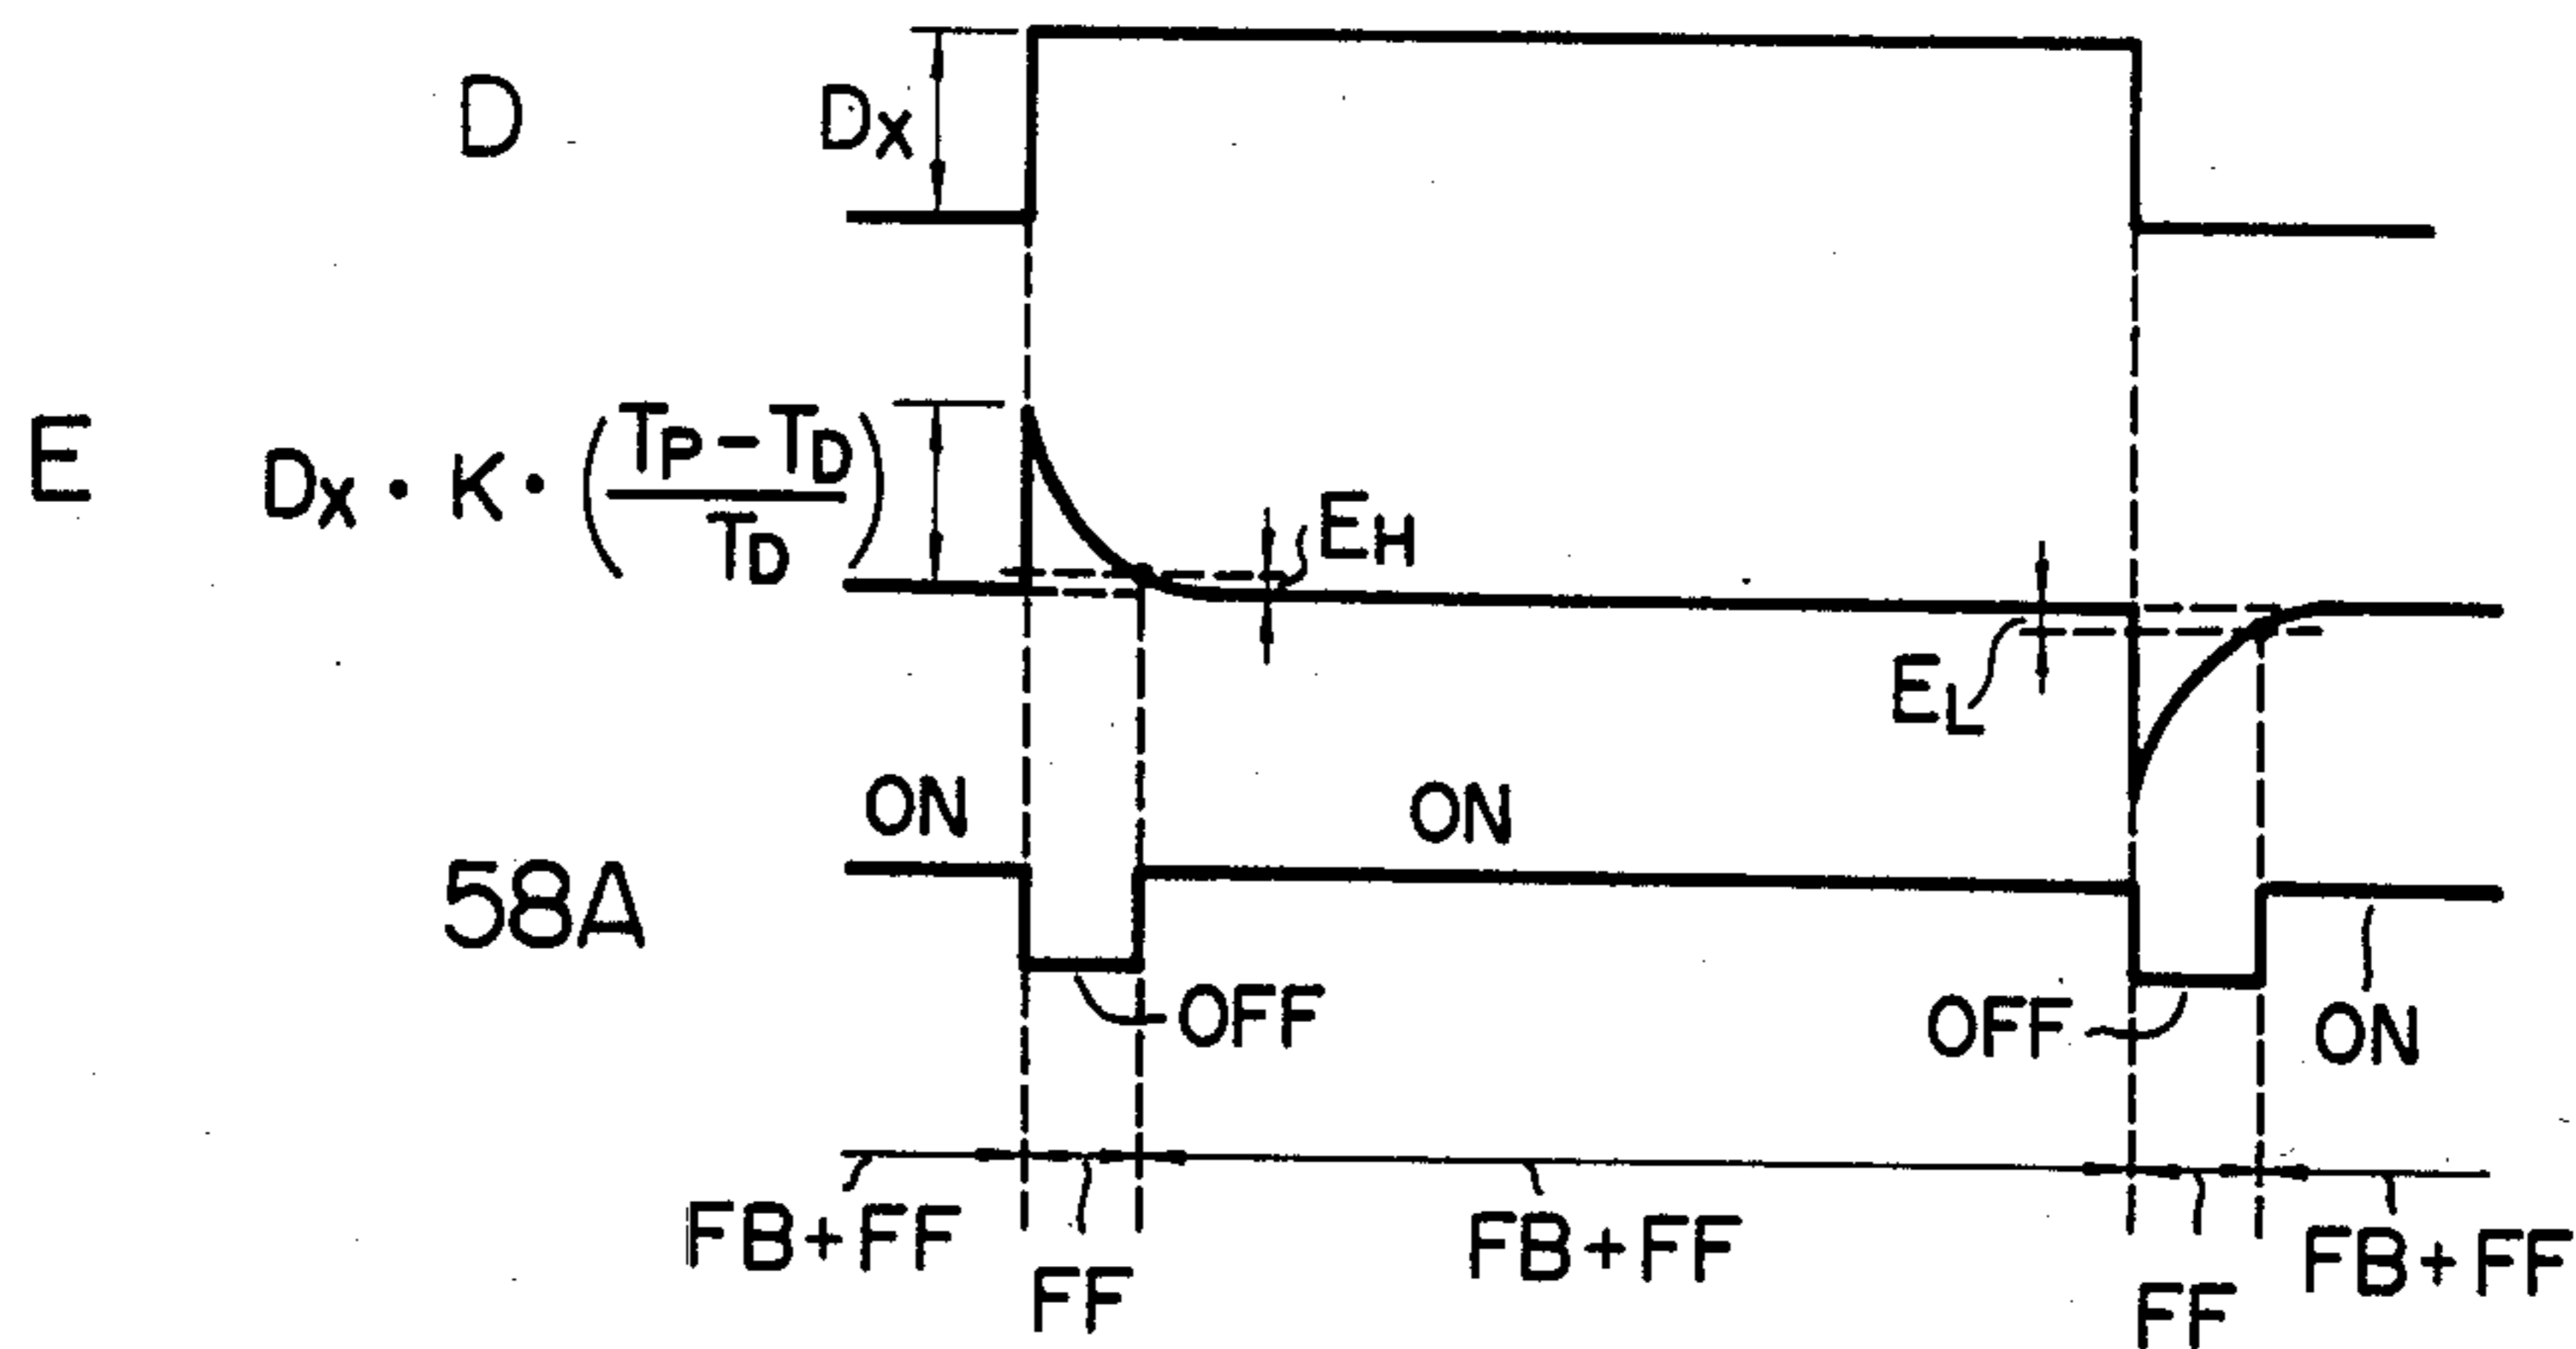 D
Dx
E
Dx · K · (TP - TD / TD)
EH
EL
ON
ON
58A
OFF
OFF
ON
FB+FF
FF
FB+FF
FF
FB+FF